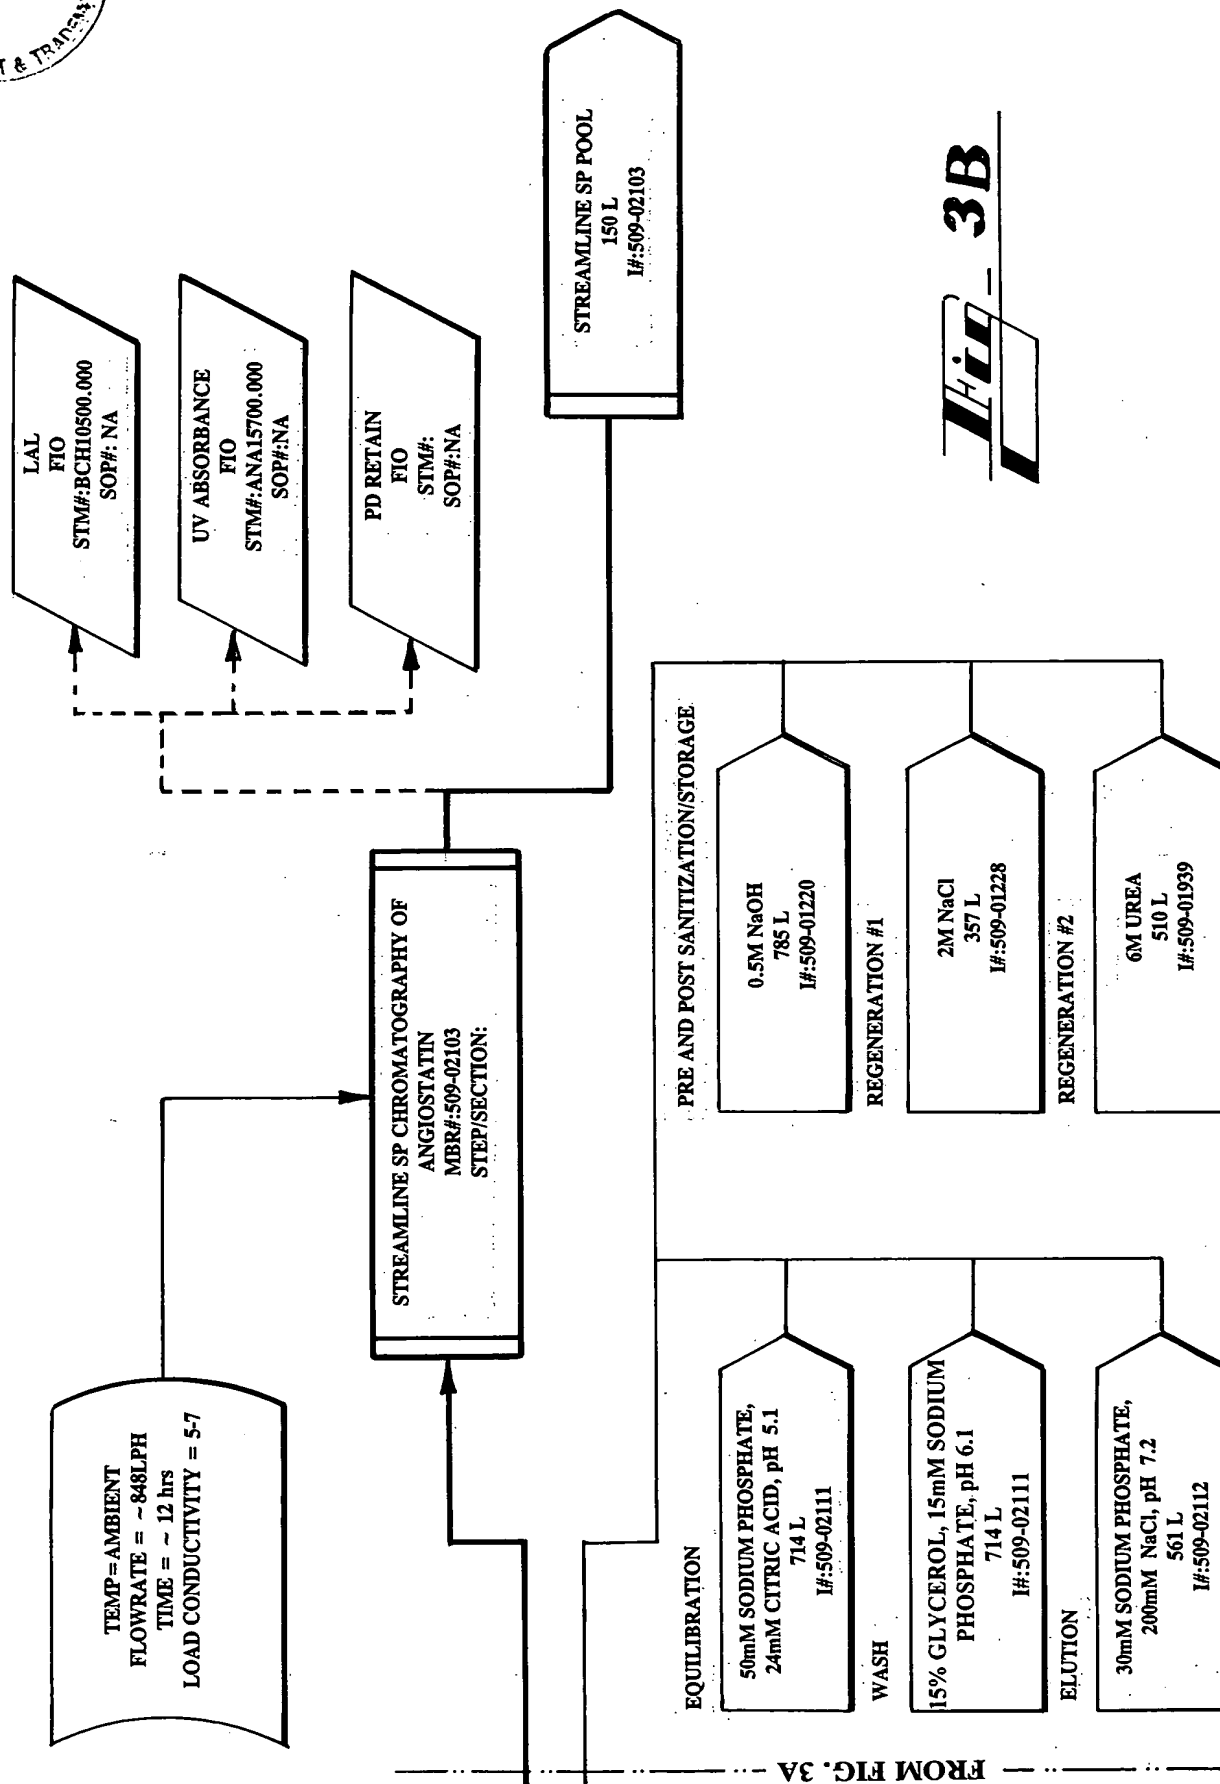 T & TRADEM
TEMP=AMBIENT
FLOWRATE = ~848LPH
TIME = ~ 12 hrs
LOAD CONDUCTIVITY = 5-7
STREAMLINE SP CHROMATOGRAPHY OF
ANGIOSTATIN
MBR#:509-02103
STEP/SECTION:
LAL
FIO
STM#:BCH10500.000
SOP#: NA
UV ABSORBANCE
FIO
STM#:ANA15700.000
SOP#:NA
PD RETAIN
FIO
STM#:
SOP#:NA
STREAMLINE SP POOL
150 L
I#:509-02103
EQUILIBRATION
50mM SODIUM PHOSPHATE,
24mM CITRIC ACID, pH 5.1
714 L
I#:509-02111
WASH
15% GLYCEROL, 15mM SODIUM
PHOSPHATE, pH 6.1
714 L
I#:509-02111
ELUTION
30mM SODIUM PHOSPHATE,
200mM NaCl, pH 7.2
561 L
I#:509-02112
PRE AND POST SANITIZATION/STORAGE
0.5M NaOH
785 L
I#:509-01220
REGENERATION #1
2M NaCl
357 L
I#:509-01228
REGENERATION #2
6M UREA
510 L
I#:509-01939
FROM FIG. 3A
Fig. 3B